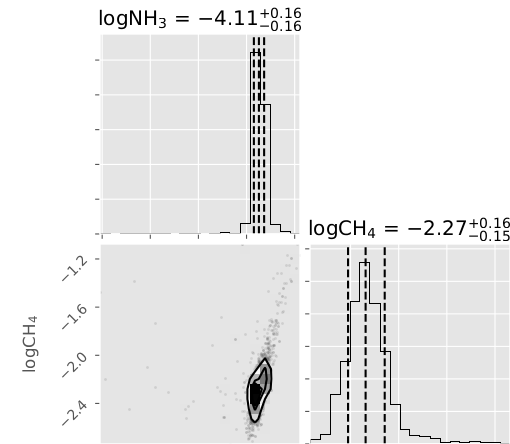 logNH₃ = −4.11⁺⁰·¹⁶₋₀.₁₆
logCH₄ = −2.27⁺⁰·¹⁶₋₀.₁₅
−1.2
−1.6
−2.0
−2.4
logCH₄